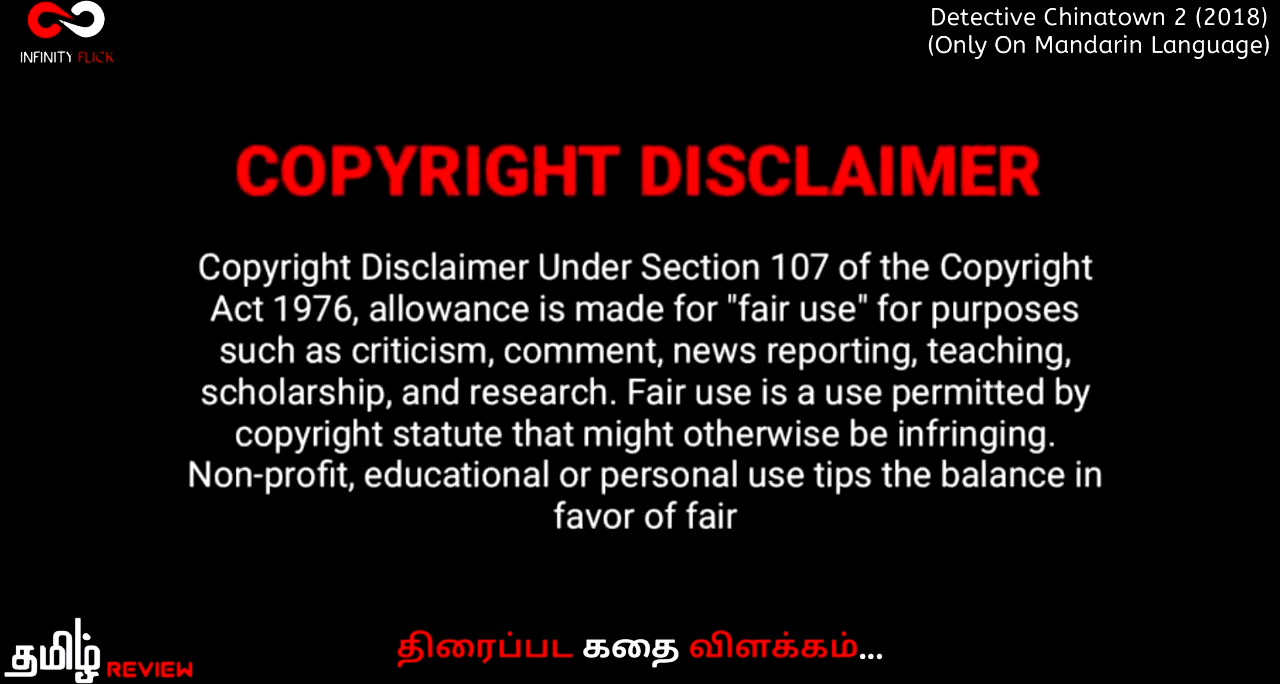 INFINITY FLICK
Detective Chinatown 2 (2018)
(Only On Mandarin Language)
COPYRIGHT DISCLAIMER
Copyright Disclaimer Under Section 107 of the Copyright
Act 1976, allowance is made for "fair use" for purposes
such as criticism, comment, news reporting, teaching,
scholarship, and research. Fair use is a use permitted by
copyright statute that might otherwise be infringing.
Non-profit, educational or personal use tips the balance in
favor of fair
தமிழ் REVIEW
திரைப்பட கதை விளக்கம்...